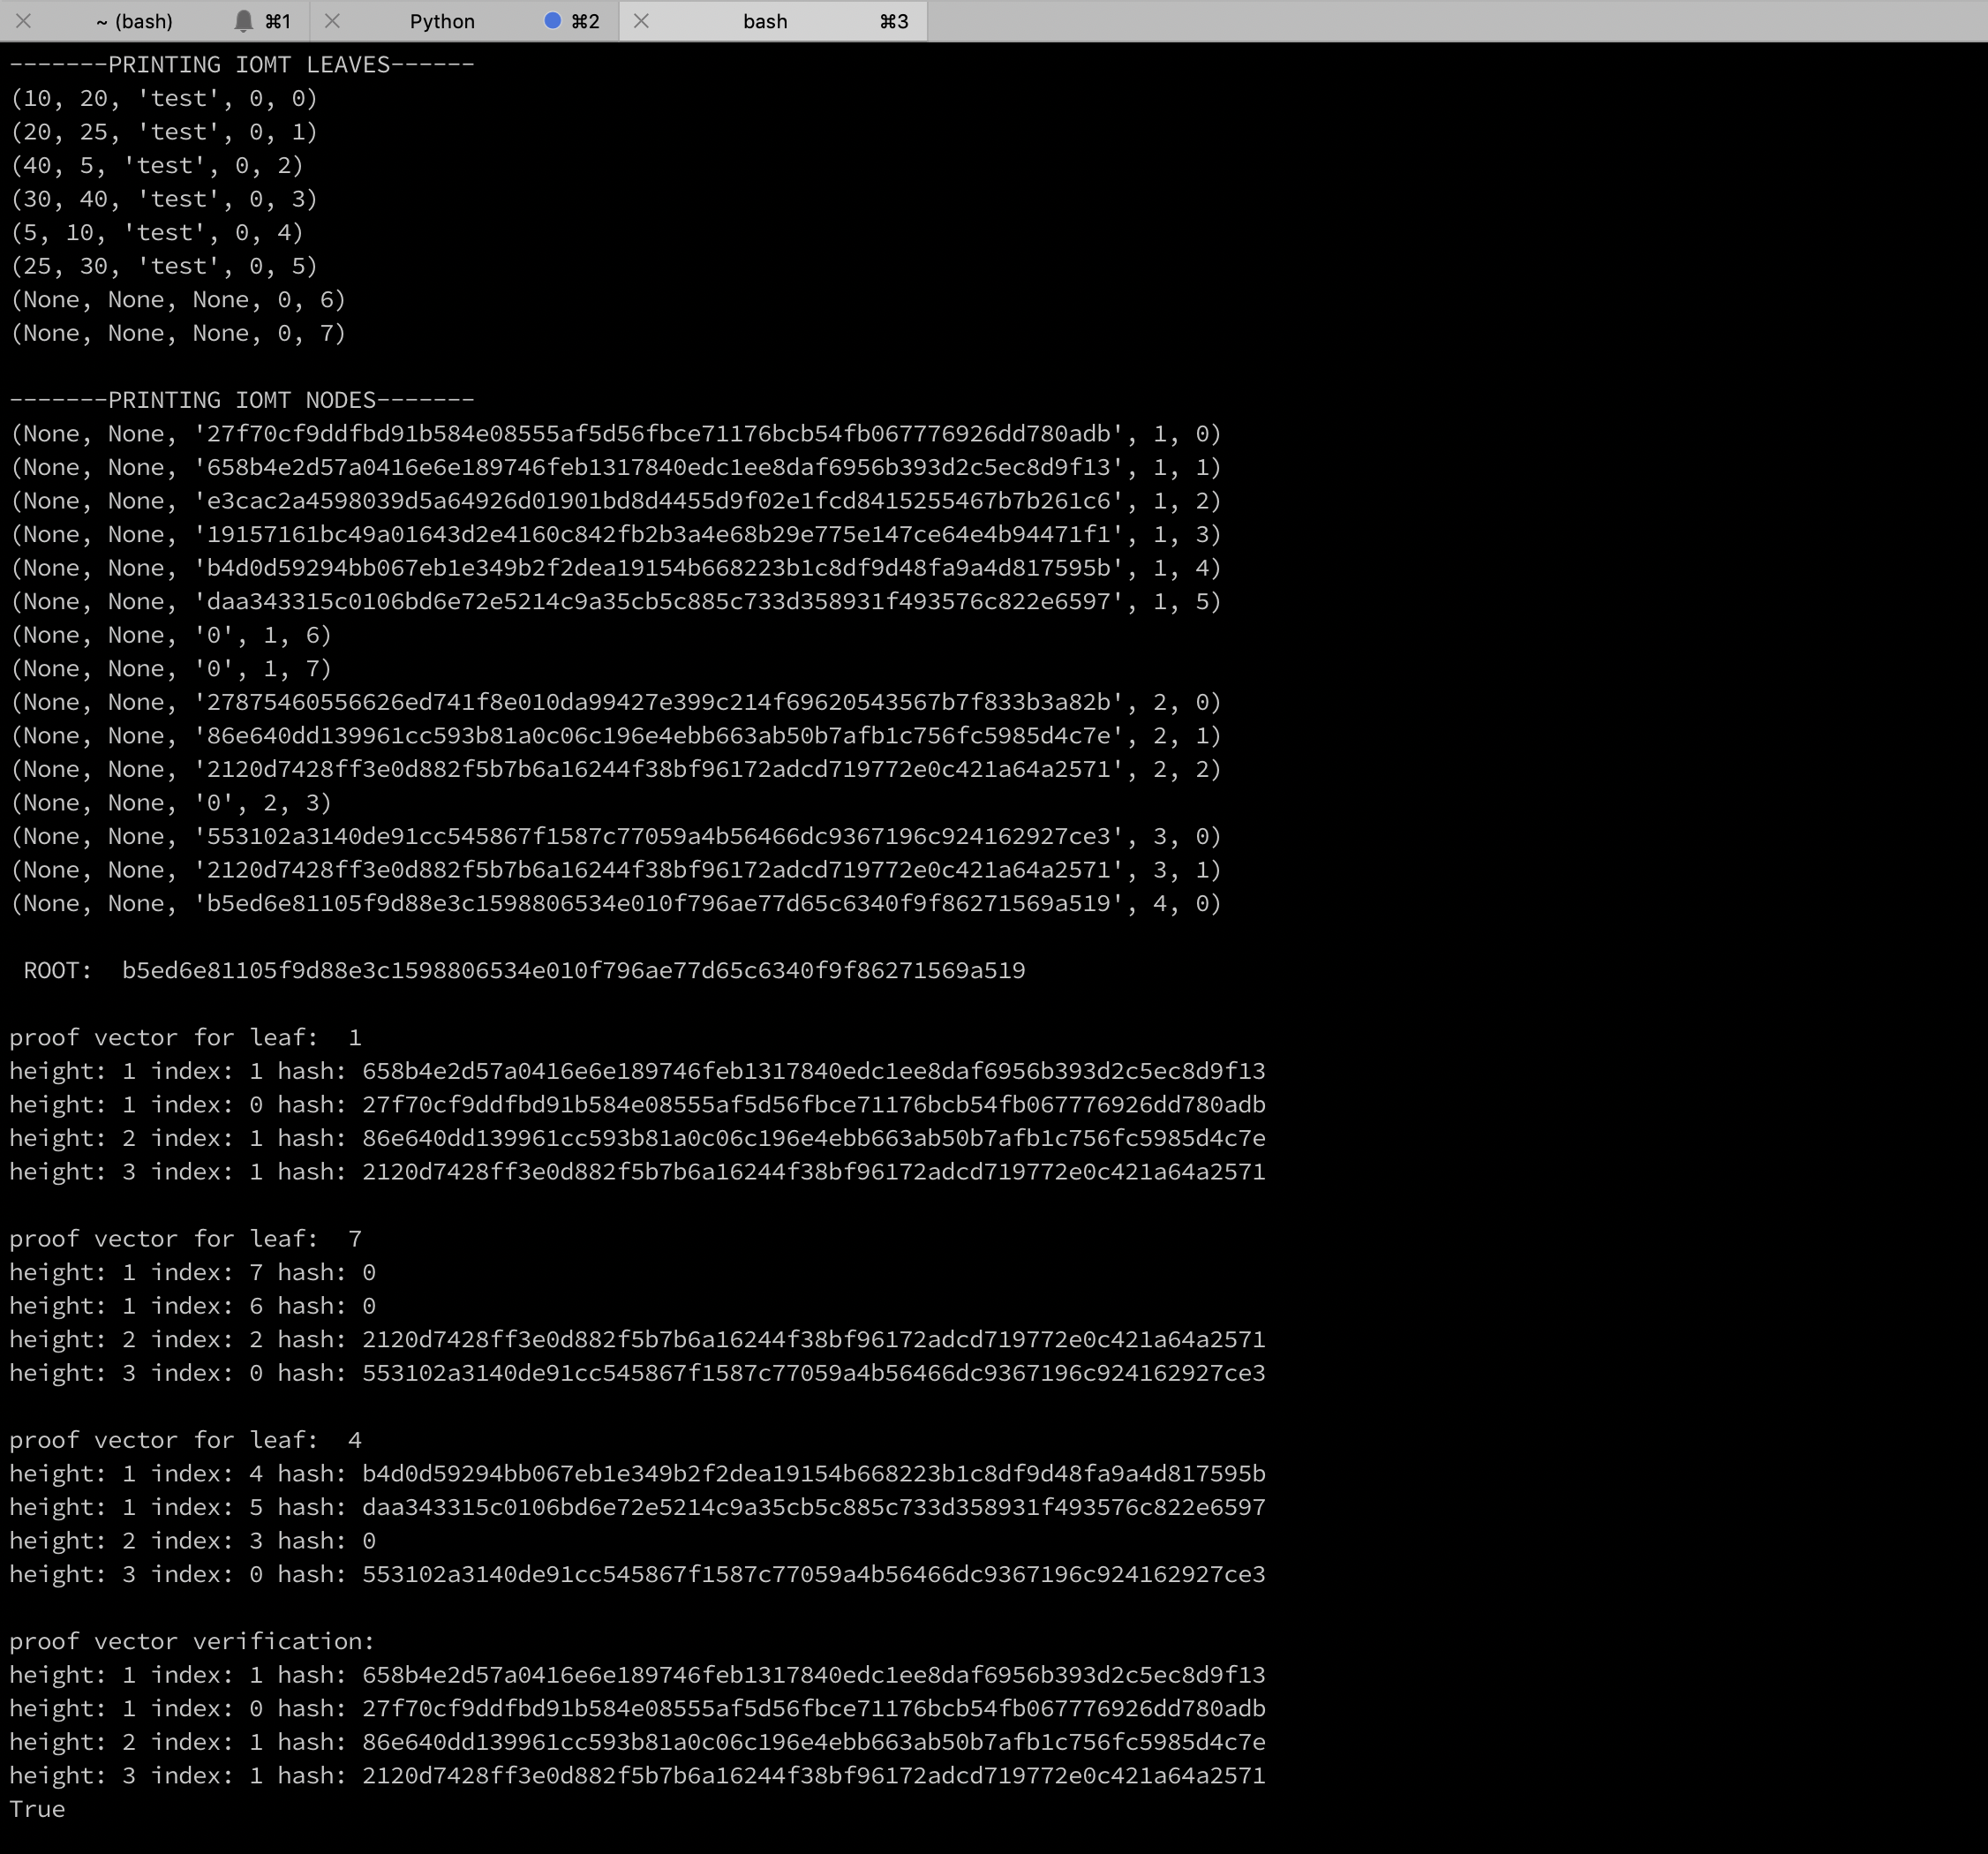 ~ (bash) ⌘1 Python ⌘2 bash ⌘3
-------PRINTING IOMT LEAVES------
(10, 20, 'test', 0, 0)
(20, 25, 'test', 0, 1)
(40, 5, 'test', 0, 2)
(30, 40, 'test', 0, 3)
(5, 10, 'test', 0, 4)
(25, 30, 'test', 0, 5)
(None, None, None, 0, 6)
(None, None, None, 0, 7)
-------PRINTING IOMT NODES-------
(None, None, '27f70cf9ddfbd91b584e08555af5d56fbce71176bcb54fb067776926dd780adb', 1, 0)
(None, None, '658b4e2d57a0416e6e189746feb1317840edc1ee8daf6956b393d2c5ec8d9f13', 1, 1)
(None, None, 'e3cac2a4598039d5a64926d01901bd8d4455d9f02e1fcd8415255467b7b261c6', 1, 2)
(None, None, '19157161bc49a01643d2e4160c842fb2b3a4e68b29e775e147ce64e4b94471f1', 1, 3)
(None, None, 'b4d0d59294bb067eb1e349b2f2dea19154b668223b1c8df9d48fa9a4d817595b', 1, 4)
(None, None, 'daa343315c0106bd6e72e5214c9a35cb5c885c733d358931f493576c822e6597', 1, 5)
(None, None, '0', 1, 6)
(None, None, '0', 1, 7)
(None, None, '27875460556626ed741f8e010da99427e399c214f69620543567b7f833b3a82b', 2, 0)
(None, None, '86e640dd139961cc593b81a0c06c196e4ebb663ab50b7afb1c756fc5985d4c7e', 2, 1)
(None, None, '2120d7428ff3e0d882f5b7b6a16244f38bf96172adcd719772e0c421a64a2571', 2, 2)
(None, None, '0', 2, 3)
(None, None, '553102a3140de91cc545867f1587c77059a4b56466dc9367196c924162927ce3', 3, 0)
(None, None, '2120d7428ff3e0d882f5b7b6a16244f38bf96172adcd719772e0c421a64a2571', 3, 1)
(None, None, 'b5ed6e81105f9d88e3c1598806534e010f796ae77d65c6340f9f86271569a519', 4, 0)
ROOT:  b5ed6e81105f9d88e3c1598806534e010f796ae77d65c6340f9f86271569a519
proof vector for leaf:  1
height: 1 index: 1 hash: 658b4e2d57a0416e6e189746feb1317840edc1ee8daf6956b393d2c5ec8d9f13
height: 1 index: 0 hash: 27f70cf9ddfbd91b584e08555af5d56fbce71176bcb54fb067776926dd780adb
height: 2 index: 1 hash: 86e640dd139961cc593b81a0c06c196e4ebb663ab50b7afb1c756fc5985d4c7e
height: 3 index: 1 hash: 2120d7428ff3e0d882f5b7b6a16244f38bf96172adcd719772e0c421a64a2571
proof vector for leaf:  7
height: 1 index: 7 hash: 0
height: 1 index: 6 hash: 0
height: 2 index: 2 hash: 2120d7428ff3e0d882f5b7b6a16244f38bf96172adcd719772e0c421a64a2571
height: 3 index: 0 hash: 553102a3140de91cc545867f1587c77059a4b56466dc9367196c924162927ce3
proof vector for leaf:  4
height: 1 index: 4 hash: b4d0d59294bb067eb1e349b2f2dea19154b668223b1c8df9d48fa9a4d817595b
height: 1 index: 5 hash: daa343315c0106bd6e72e5214c9a35cb5c885c733d358931f493576c822e6597
height: 2 index: 3 hash: 0
height: 3 index: 0 hash: 553102a3140de91cc545867f1587c77059a4b56466dc9367196c924162927ce3
proof vector verification:
height: 1 index: 1 hash: 658b4e2d57a0416e6e189746feb1317840edc1ee8daf6956b393d2c5ec8d9f13
height: 1 index: 0 hash: 27f70cf9ddfbd91b584e08555af5d56fbce71176bcb54fb067776926dd780adb
height: 2 index: 1 hash: 86e640dd139961cc593b81a0c06c196e4ebb663ab50b7afb1c756fc5985d4c7e
height: 3 index: 1 hash: 2120d7428ff3e0d882f5b7b6a16244f38bf96172adcd719772e0c421a64a2571
True